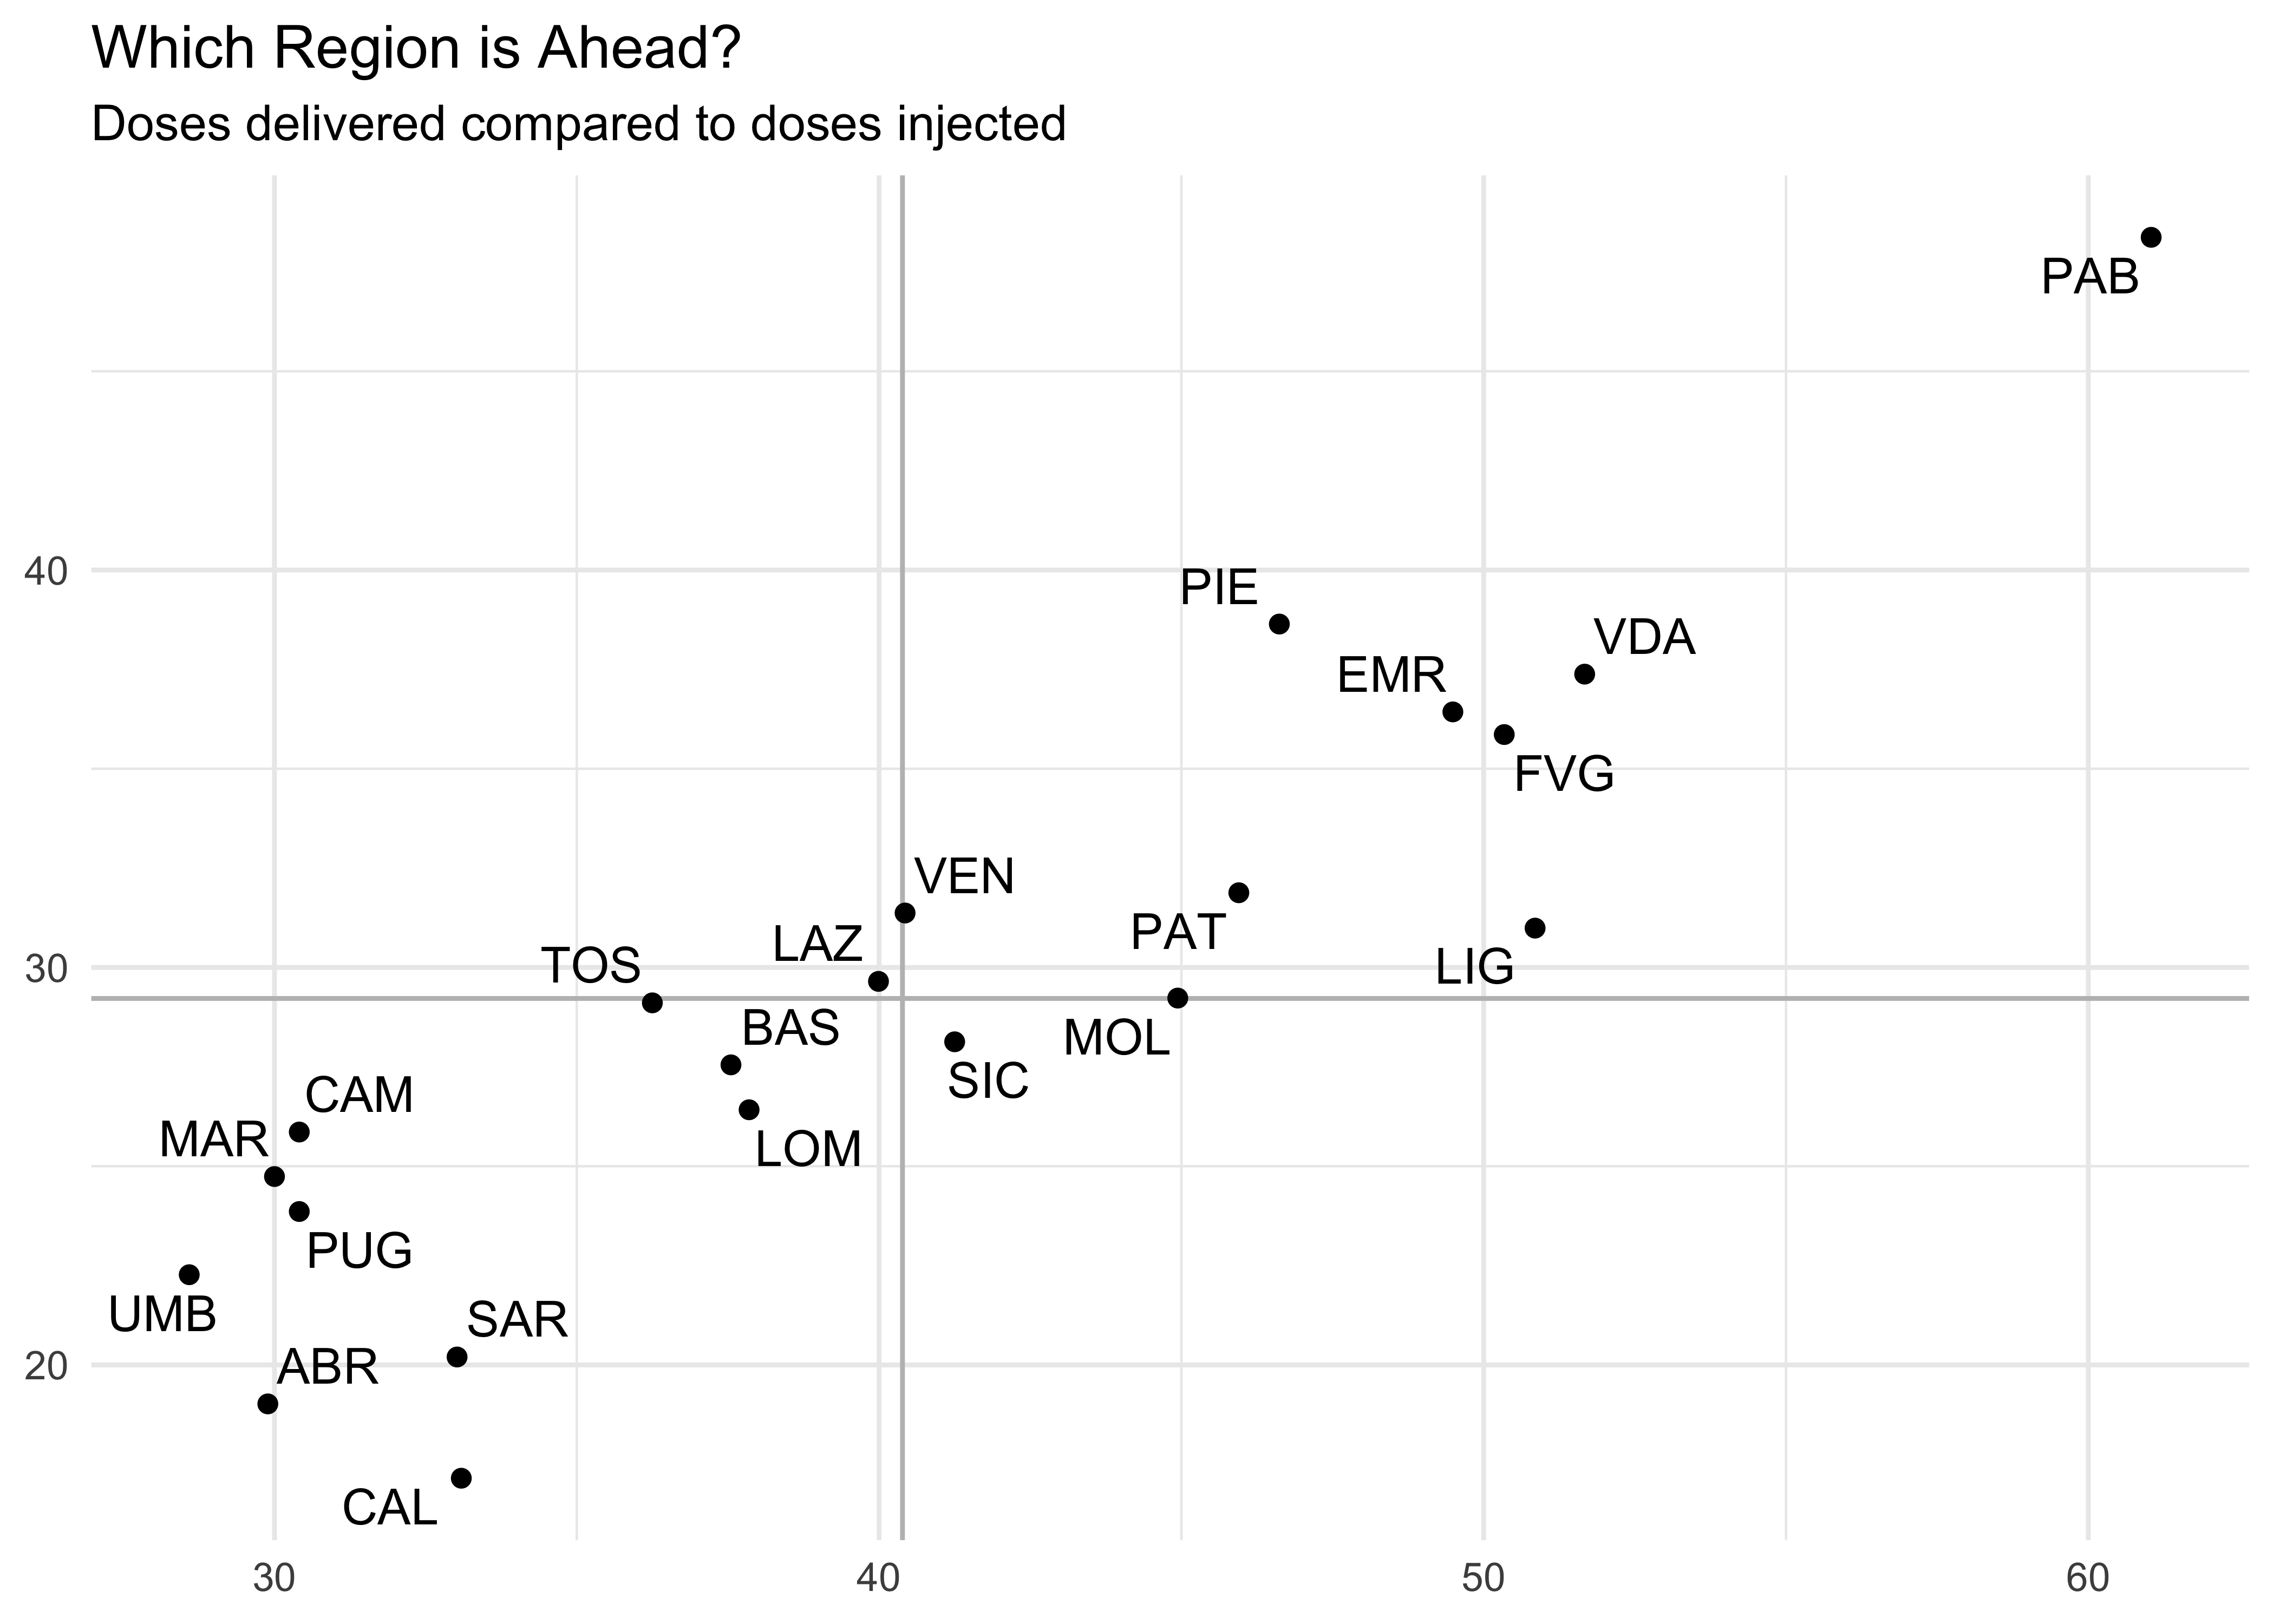 Which Region is Ahead?
Doses delivered compared to doses injected
PAB
40
PIE
VDA
EMR
FVG
VEN
PAT
LAZ
TOS
LIG
30
BAS
MOL
SIC
CAM
MAR
LOM
PUG
UMB
SAR
ABR
20
CAL
30
40
50
60